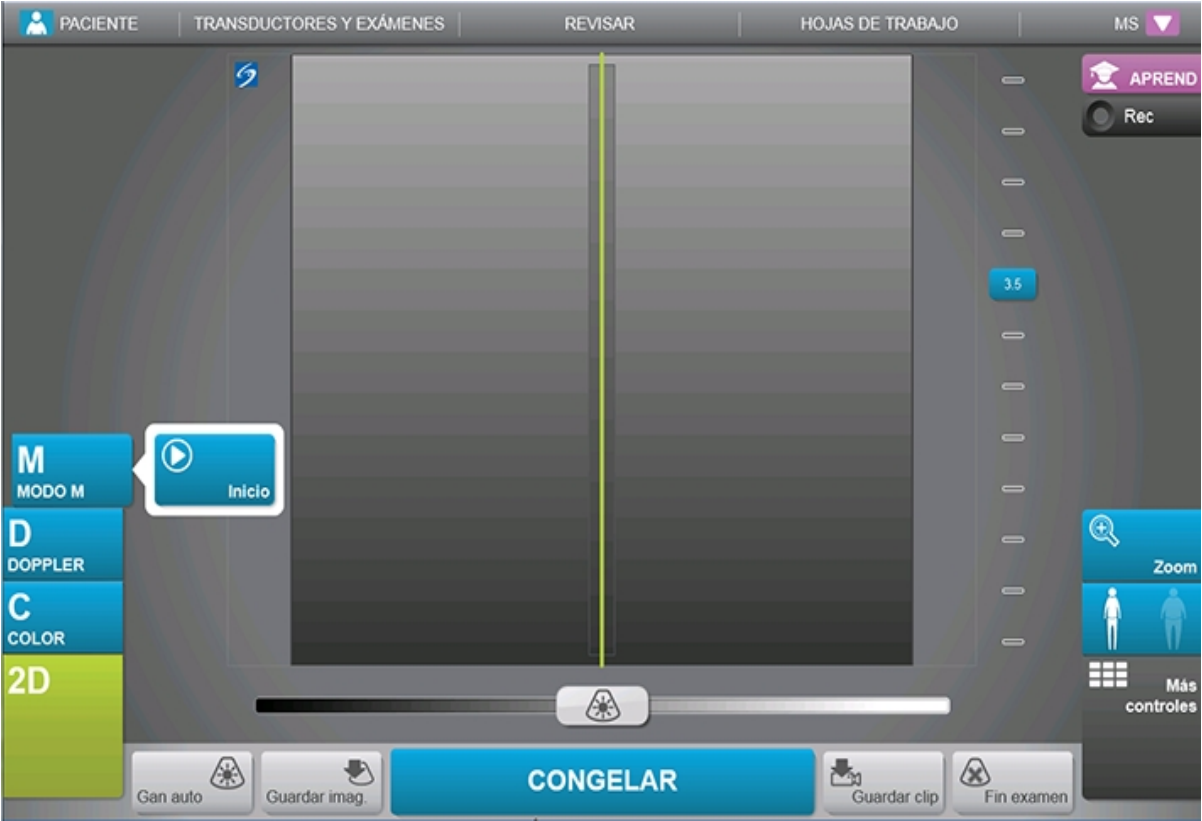 PACIENTE
TRANSDUCTORES Y EXÁMENES
REVISAR
HOJAS DE TRABAJO
MS
APREND
Rec
3.5
M
MODO M
Inicio
D
DOPPLER
C
COLOR
2D
Zoom
Más
controles
Gan auto
Guardar imag.
CONGELAR
Guardar clip
Fin examen